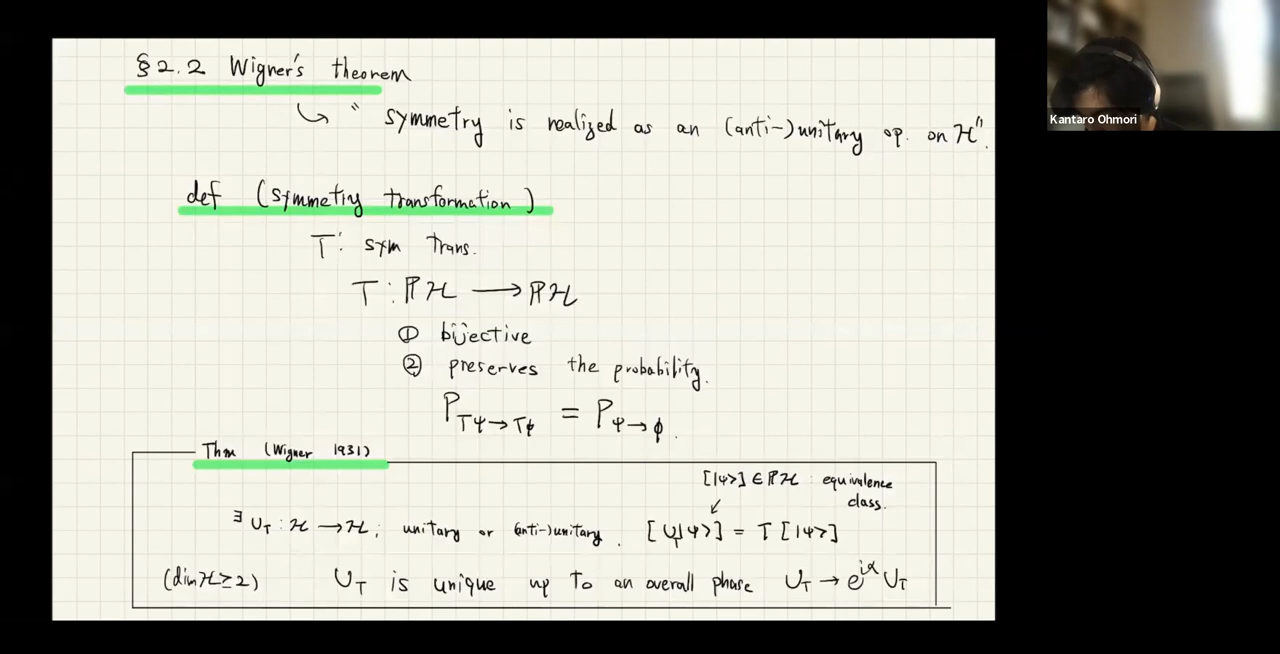 §2.2 Wigner's theorem
↳ " symmetry is realized as an (anti-)unitary op. on ℋ".
def (symmetry transformation)
T: sym trans.
T : ℙℋ → ℙℋ
① bijective
② preserves the probability.
P_{Tψ→Tϕ} = P_{ψ→ϕ}.
Thm (Wigner 1931)
[|ψ>] ∈ ℙℋ : equivalence
class.
∃ U_T : ℋ → ℋ ; unitary or (anti-)unitary. [U_T|ψ>] = T[|ψ>]
(dimℋ≥2) U_T is unique up to an overall phase U_T → e^{iα} U_T
Kantaro Ohmori